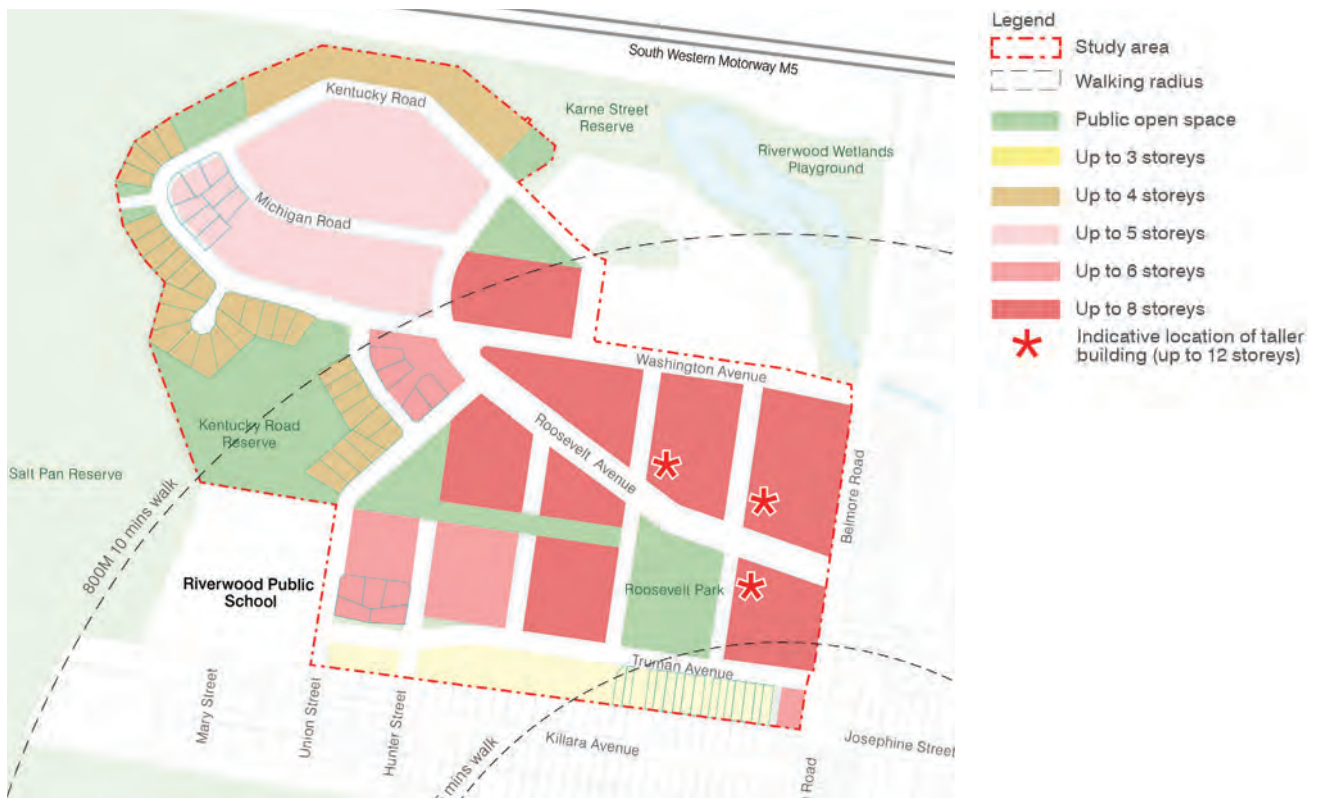 South Western Motorway M5
Kentucky Road
Karne Street
Reserve
Riverwood Wetlands
Playground
Michigan Road
Washington Avenue
Roosevelt Avenue
Kentucky Road
Reserve
Salt Pan Reserve
800M 10 mins walk
Belmore Road
Riverwood Public
School
Roosevelt Park
Truman Avenue
Mary Street
Union Street
Hunter Street
Killara Avenue
Josephine Street
mins walk
Road
Legend
Study area
Walking radius
Public open space
Up to 3 storeys
Up to 4 storeys
Up to 5 storeys
Up to 6 storeys
Up to 8 storeys
Indicative location of taller
building (up to 12 storeys)